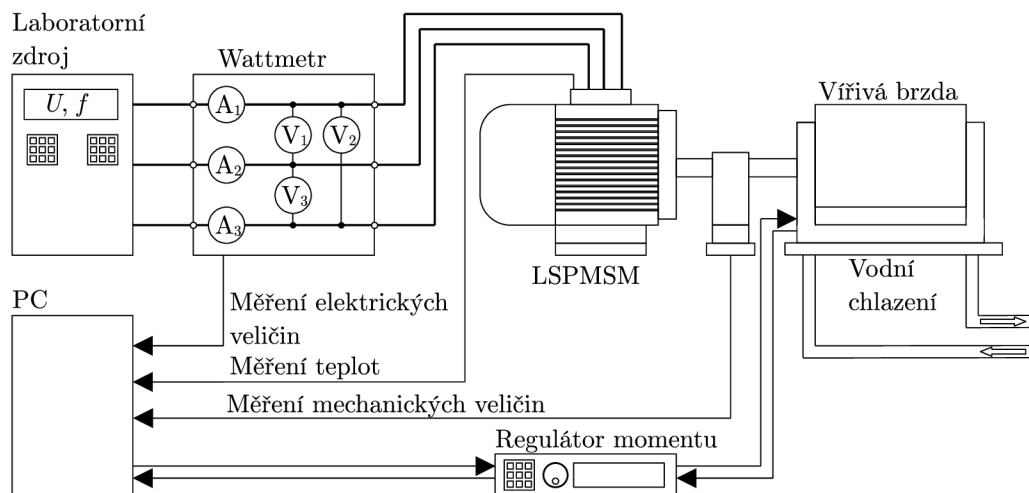 Laboratorní
zdroj
U, f
Wattmetr
A₁
V₁
V₂
A₂
V₃
A₃
LSPMSM
Vířivá brzda
Vodní
chlazení
PC
Měření elektrických
veličin
Měření teplot
Měření mechanických veličin
Regulátor momentu